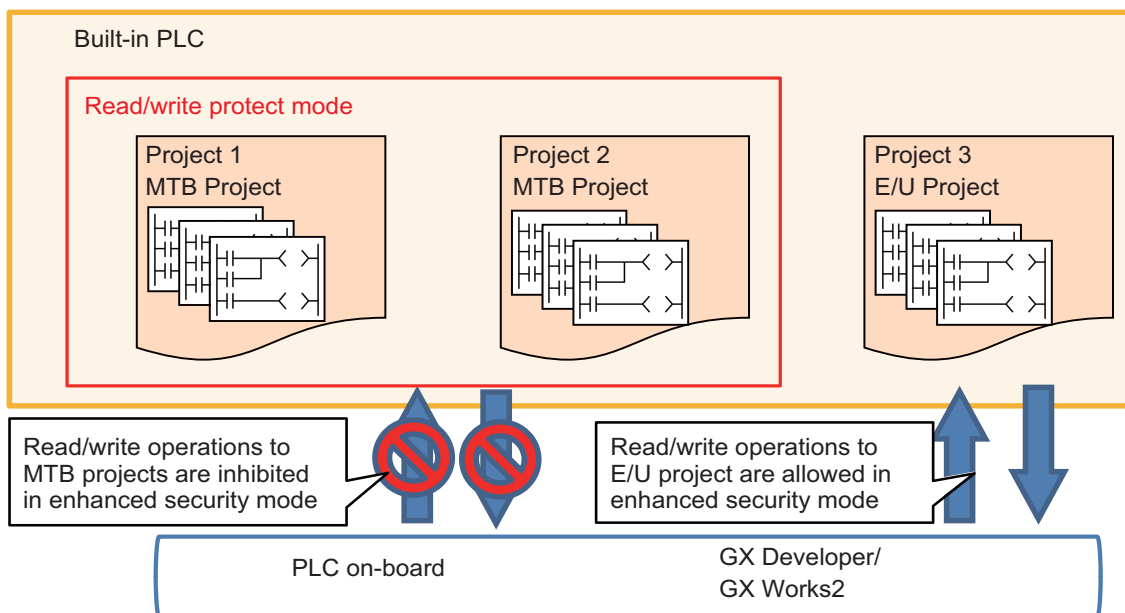 Built-in PLC
Read/write protect mode
Project 1
MTB Project
Project 2
MTB Project
Project 3
E/U Project
Read/write operations to
MTB projects are inhibited
in enhanced security mode
Read/write operations to
E/U project are allowed in
enhanced security mode
PLC on-board
GX Developer/
GX Works2